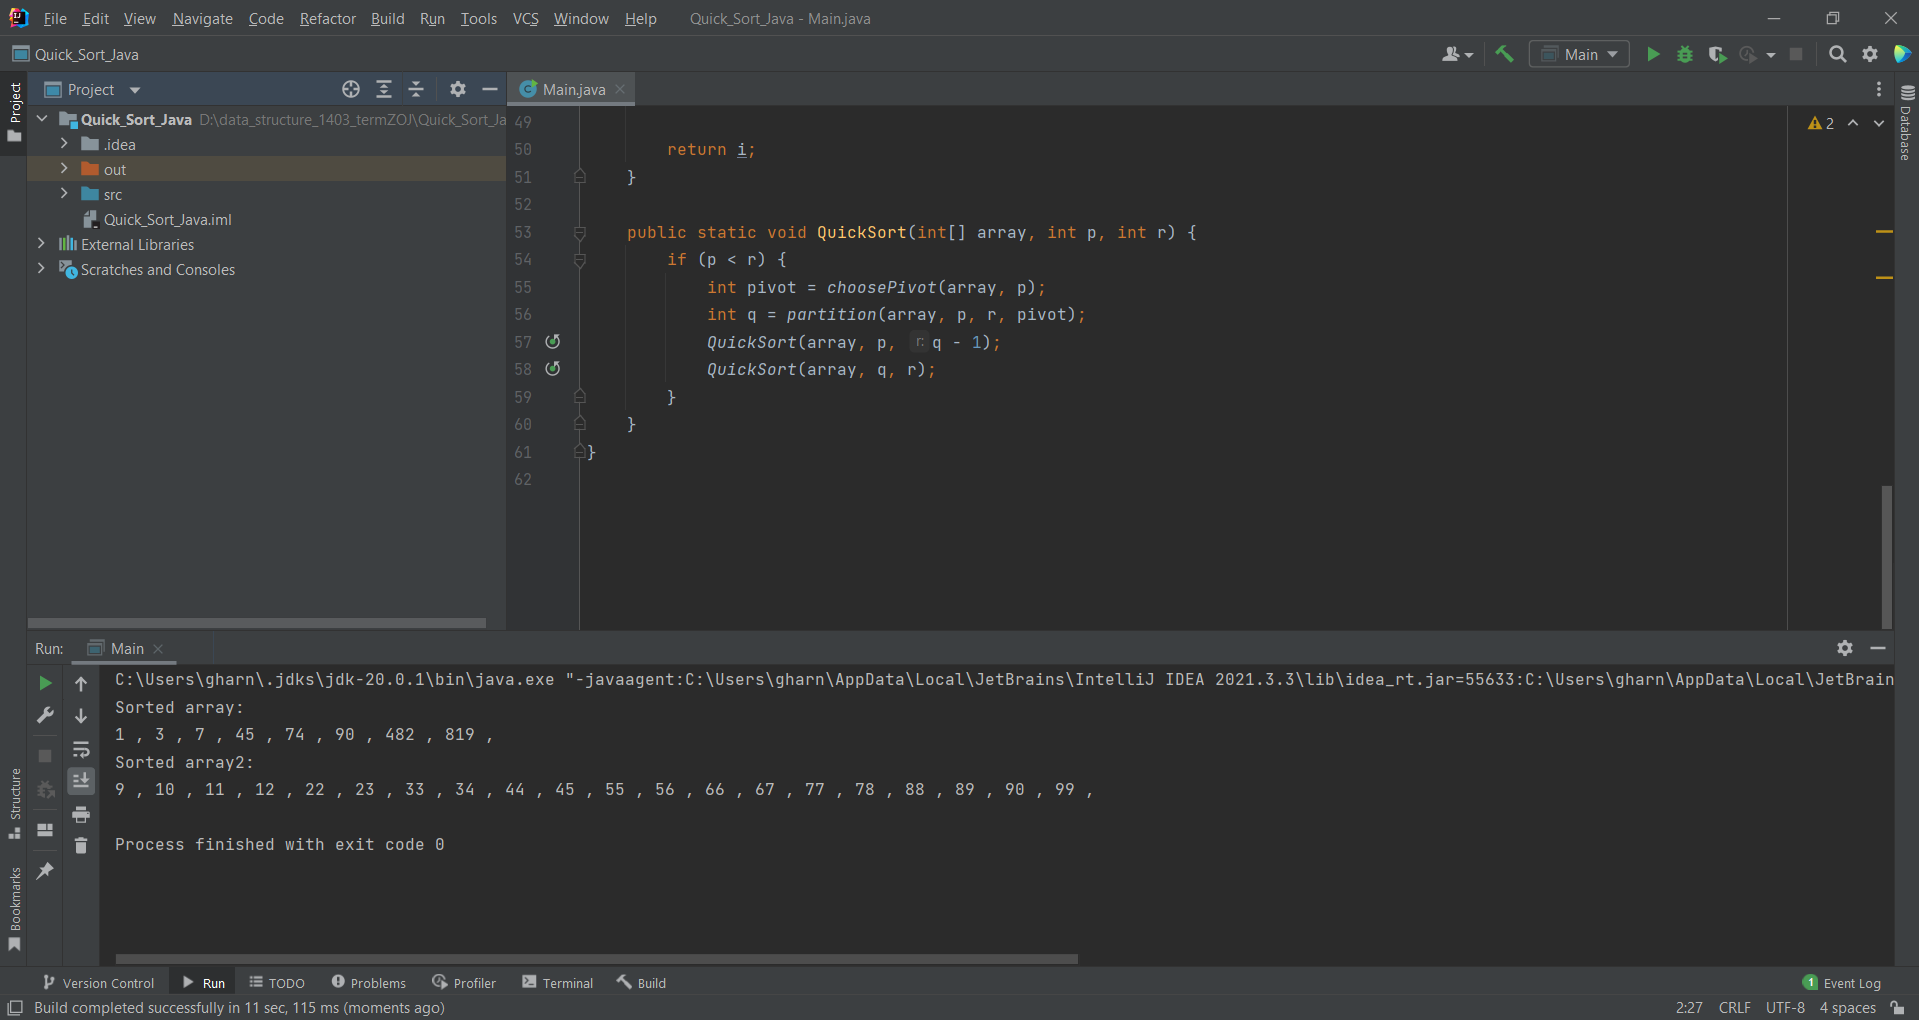 File Edit View Navigate Code Refactor Build Run Tools VCS Window Help Quick_Sort_Java - Main.java
Quick_Sort_Java
Main
Project
Project
Database
Structure
Bookmarks
Quick_Sort_Java D:\data_structure_1403_termZOJ\Quick_Sort_Ja
.idea
out
src
Quick_Sort_Java.iml
External Libraries
Scratches and Consoles
Main.java
2
49
50 return i;
51 }
52
53 public static void QuickSort(int[] array, int p, int r) {
54 if (p < r) {
55 int pivot = choosePivot(array, p);
56 int q = partition(array, p, r, pivot);
57 QuickSort(array, p, r: q - 1);
58 QuickSort(array, q, r);
59 }
60 }
61 }
62
Run: Main
C:\Users\gharn\.jdks\jdk-20.0.1\bin\java.exe "-javaagent:C:\Users\gharn\AppData\Local\JetBrains\IntelliJ IDEA 2021.3.3\lib\idea_rt.jar=55633:C:\Users\gharn\AppData\Local\JetBrain
Sorted array:
1 , 3 , 7 , 45 , 74 , 90 , 482 , 819 ,
Sorted array2:
9 , 10 , 11 , 12 , 22 , 23 , 33 , 34 , 44 , 45 , 55 , 56 , 66 , 67 , 77 , 78 , 88 , 89 , 90 , 99 ,
Process finished with exit code 0
Version Control Run TODO Problems Profiler Terminal Build 1 Event Log
Build completed successfully in 11 sec, 115 ms (moments ago) 2:27 CRLF UTF-8 4 spaces